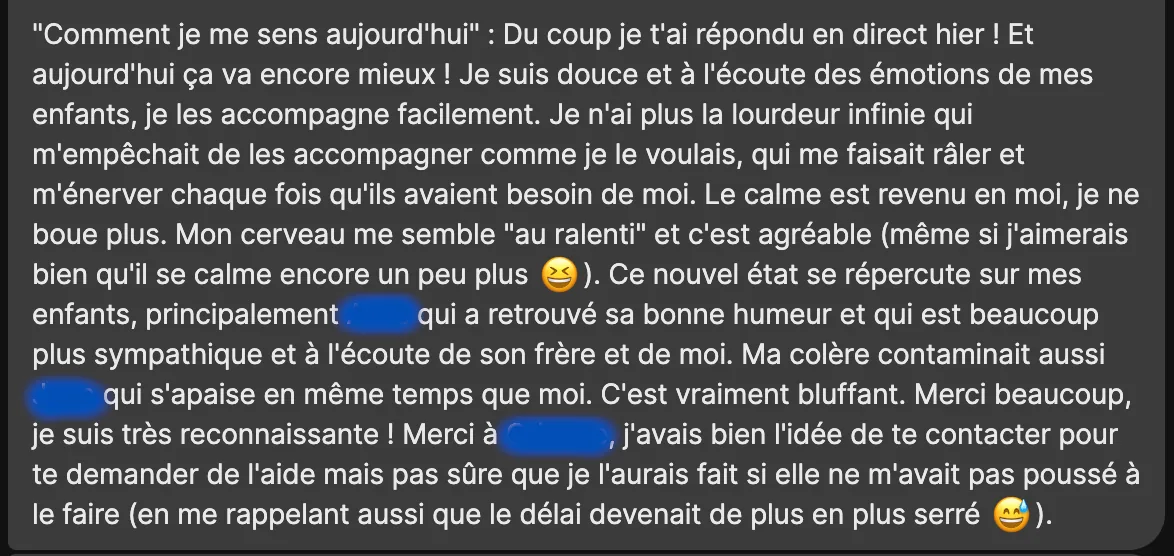 "Comment je me sens aujourd'hui" : Du coup je t'ai répondu en direct hier ! Et
aujourd'hui ça va encore mieux ! Je suis douce et à l'écoute des émotions de mes
enfants, je les accompagne facilement. Je n'ai plus la lourdeur infinie qui
m'empêchait de les accompagner comme je le voulais, qui me faisait râler et
m'énerver chaque fois qu'ils avaient besoin de moi. Le calme est revenu en moi, je ne
boue plus. Mon cerveau me semble "au ralenti" et c'est agréable (même si j'aimerais
bien qu'il se calme encore un peu plus 😆). Ce nouvel état se répercute sur mes
enfants, principalement qui a retrouvé sa bonne humeur et qui est beaucoup
plus sympathique et à l'écoute de son frère et de moi. Ma colère contaminait aussi
qui s'apaise en même temps que moi. C'est vraiment bluffant. Merci beaucoup,
je suis très reconnaissante ! Merci à , j'avais bien l'idée de te contacter pour
te demander de l'aide mais pas sûre que je l'aurais fait si elle ne m'avait pas poussé à
le faire (en me rappelant aussi que le délai devenait de plus en plus serré 😅).